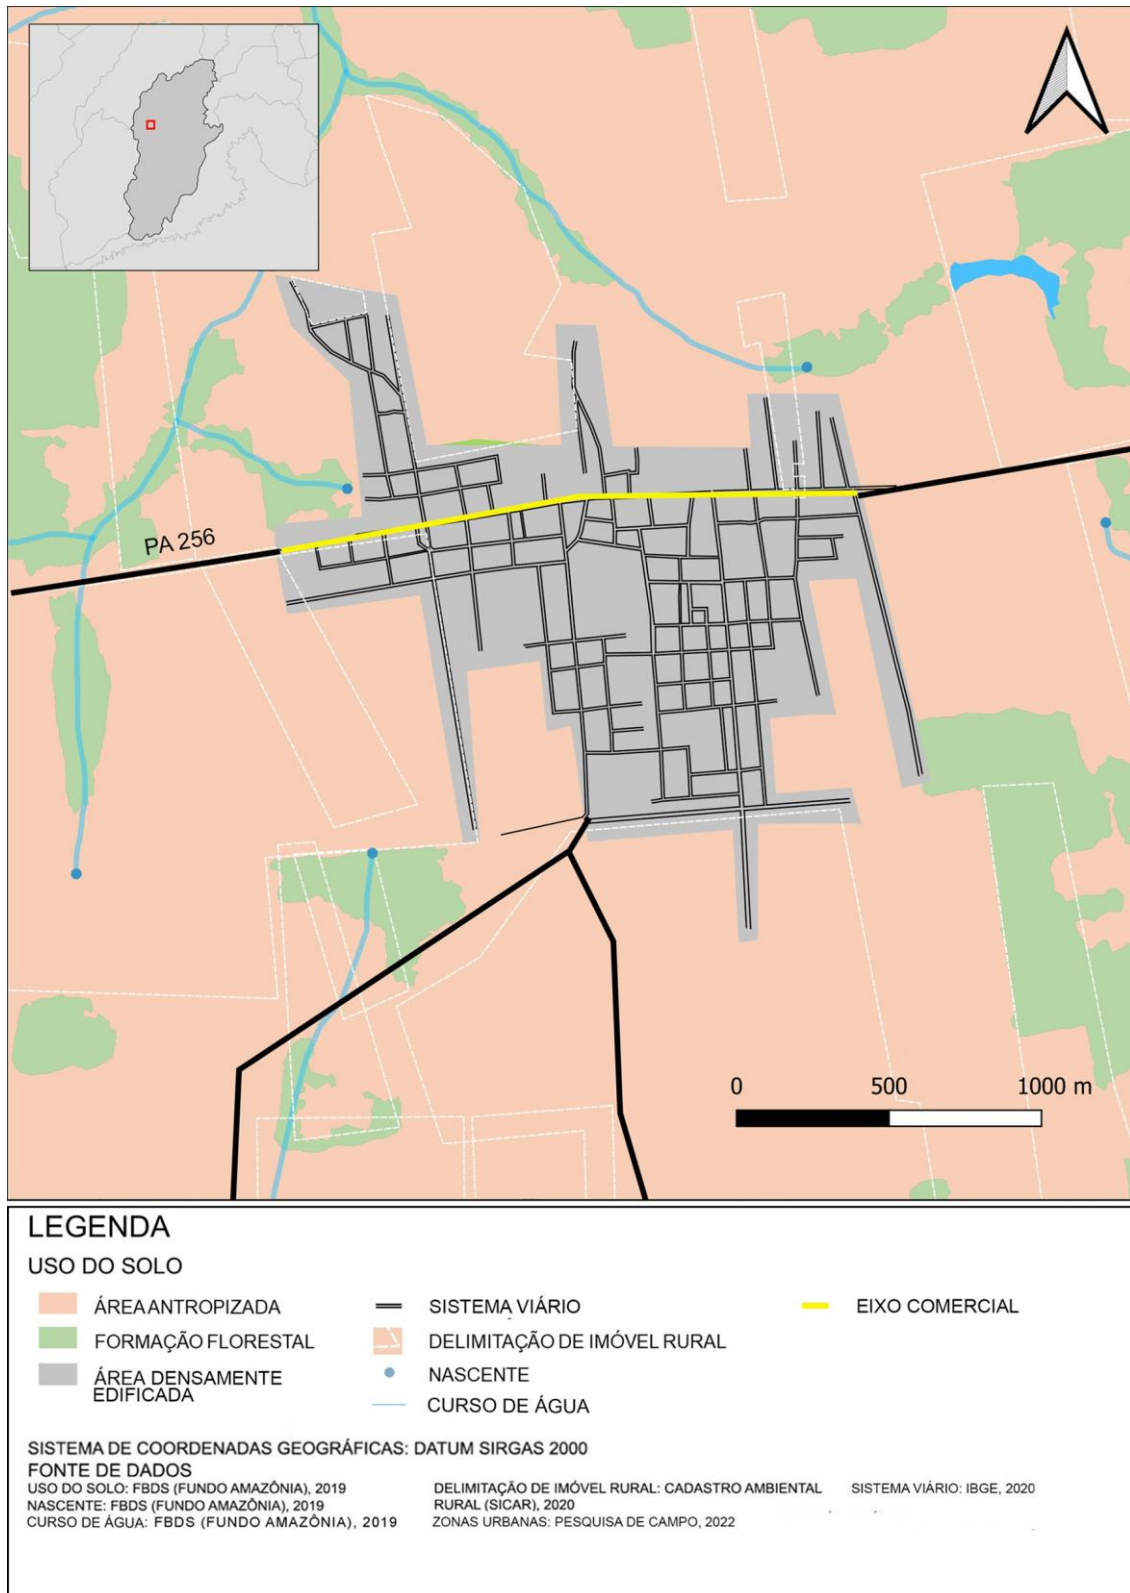 PA 256
0 500 1000 m
LEGENDA
USO DO SOLO
ÁREA ANTROPIZADA
FORMAÇÃO FLORESTAL
ÁREA DENSAMENTE
EDIFICADA
SISTEMA VIÁRIO
DELIMITAÇÃO DE IMÓVEL RURAL
NASCENTE
CURSO DE ÁGUA
EIXO COMERCIAL
SISTEMA DE COORDENADAS GEOGRÁFICAS: DATUM SIRGAS 2000
FONTE DE DADOS
USO DO SOLO: FBDS (FUNDO AMAZÔNIA), 2019
NASCENTE: FBDS (FUNDO AMAZÔNIA), 2019
CURSO DE ÁGUA: FBDS (FUNDO AMAZÔNIA), 2019
DELIMITAÇÃO DE IMÓVEL RURAL: CADASTRO AMBIENTAL
RURAL (SICAR), 2020
ZONAS URBANAS: PESQUISA DE CAMPO, 2022
SISTEMA VIÁRIO: IBGE, 2020